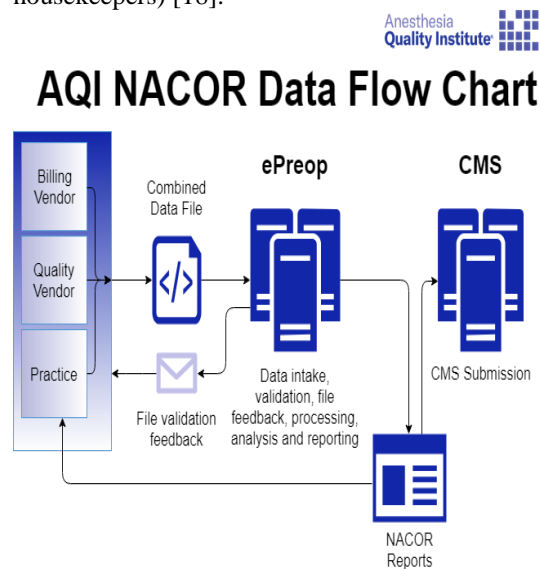 housekeepers) [18].
Anesthesia
Quality Institute
AQI NACOR Data Flow Chart
ePreop
CMS
Billing
Vendor
Combined
Data File
Quality
Vendor
</>
Practice
File validation
feedback
Data intake,
validation, file
feedback, processing,
analysis and reporting
CMS Submission
NACOR
Reports